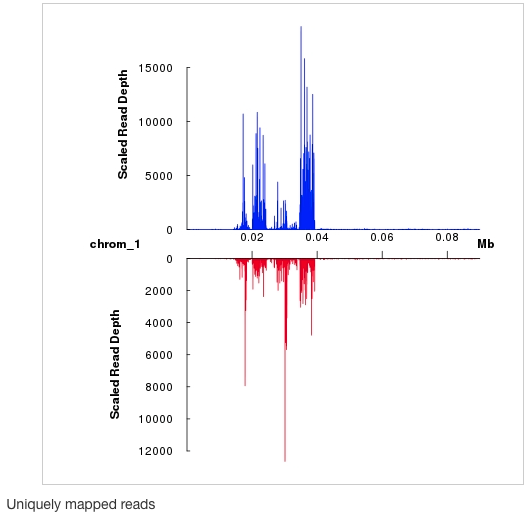 Scaled Read Depth
15000
10000
5000
0
0.02 0.04 0.06 0.08
chrom_1 Mb
0
2000
4000
6000
8000
10000
12000
Scaled Read Depth
Uniquely mapped reads